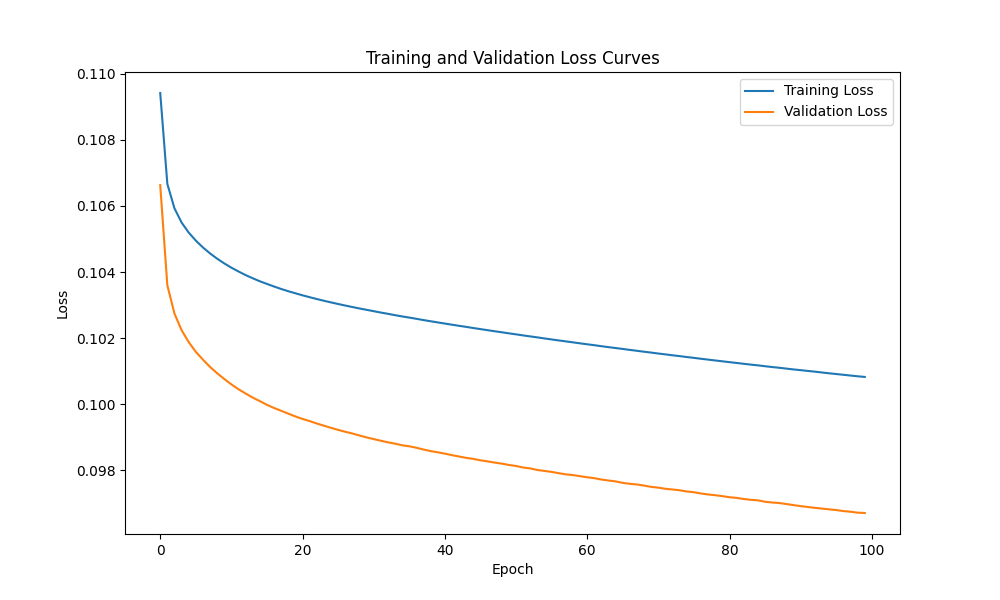 Training and Validation Loss Curves
Training Loss
Validation Loss
0.110
0.108
0.106
0.104
0.102
0.100
0.098
Loss
0 20 40 60 80 100
Epoch